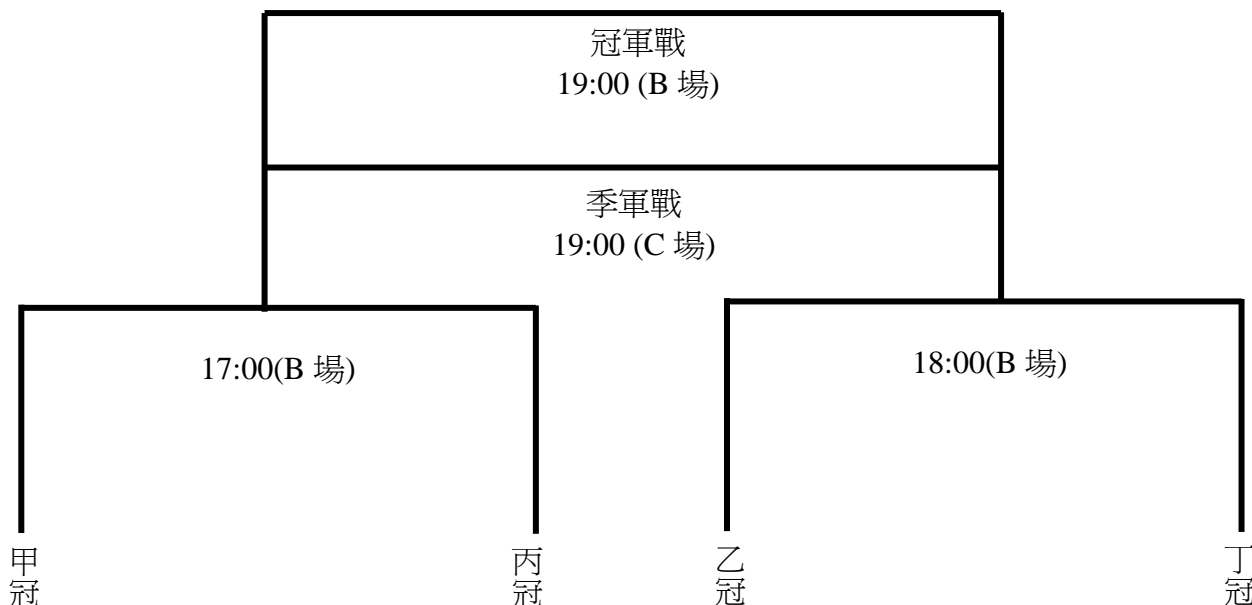 冠軍戰
19:00 (B 場)
季軍戰
19:00 (C 場)
17:00(B 場)
18:00(B 場)
甲冠
丙冠
乙冠
丁冠